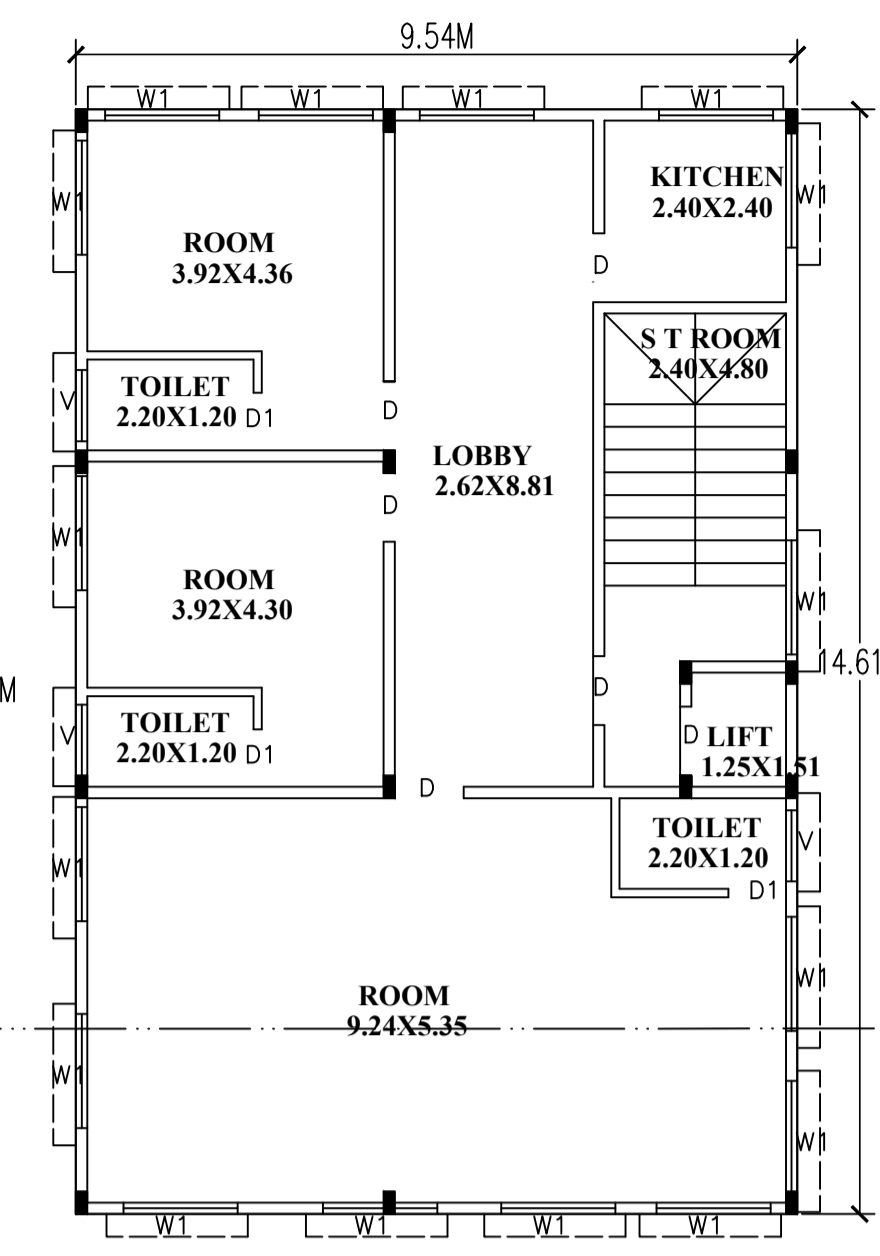 9.54M
W1 W1 W1 W1
W1
KITCHEN
2.40X2.40
W1
ROOM
3.92X4.36
D
S T ROOM
2.40X4.80
V
TOILET
2.20X1.20
D1
D
LOBBY
2.62X8.81
D
W1
ROOM
3.92X4.30
W1
14.61
M
D
V
TOILET
2.20X1.20
D1
D
LIFT
1.25X1.51
D
W1
TOILET
2.20X1.20
V
D1
W1
ROOM
9.24X5.35
W1
W1
W1 W1 W1 W1